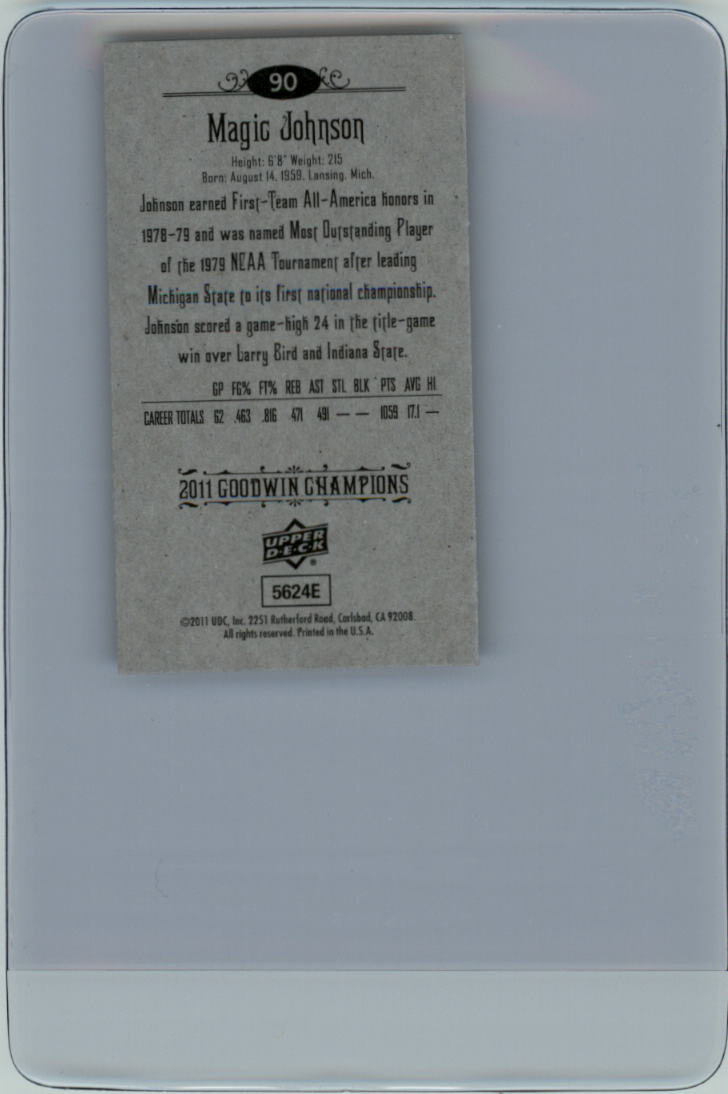 90
Magic Johnson
Height: 6'8" Weight: 215
Born: August 14, 1959, Lansing, Mich.
Johnson earned First-Team All-America honors in
1978-79 and was named Most Outstanding Player
of the 1979 NCAA Tournament after leading
Michigan State to its first national championship.
Johnson scored a game-high 24 in the title-game
win over Larry Bird and Indiana State.
GP FG% FT% REB AST STL BLK PTS AVG HI
CAREER TOTALS 62 .463 .816 471 491 — — 1059 17.1 —
2011 GOODWIN CHAMPIONS
UPPER
D·E·C·K
®
5624E
©2011 UDC, Inc. 2251 Rutherford Road, Carlsbad, CA 92008.
All rights reserved. Printed in the U.S.A.